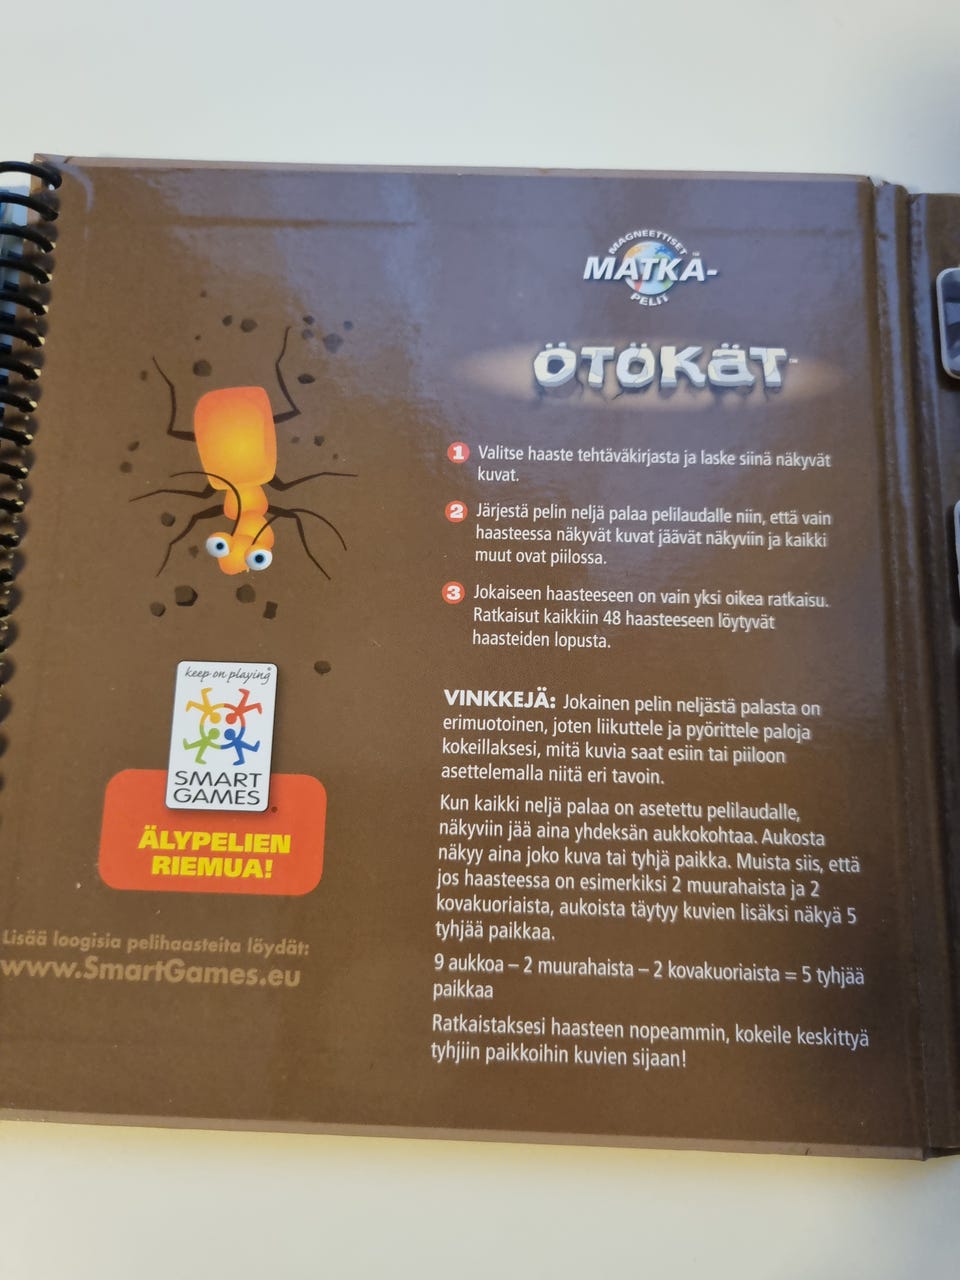 MAGNEETTISET
MATKA-™
PELIT
ÖTÖKÄT™
1 Valitse haaste tehtäväkirjasta ja laske siinä näkyvät
kuvat.
2 Järjestä pelin neljä palaa pelilaudalle niin, että vain
haasteessa näkyvät kuvat jäävät näkyviin ja kaikki
muut ovat piilossa.
3 Jokaiseen haasteeseen on vain yksi oikea ratkaisu.
Ratkaisut kaikkiin 48 haasteeseen löytyvät
haasteiden lopusta.
VINKKEJÄ: Jokainen pelin neljästä palasta on
erimuotoinen, joten liikuttele ja pyörittele paloja
kokeillaksesi, mitä kuvia saat esiin tai piiloon
asettelemalla niitä eri tavoin.
Kun kaikki neljä palaa on asetettu pelilaudalle,
näkyviin jää aina yhdeksän aukkokohtaa. Aukosta
näkyy aina joko kuva tai tyhjä paikka. Muista siis, että
jos haasteessa on esimerkiksi 2 muurahaista ja 2
kovakuoriaista, aukoista täytyy kuvien lisäksi näkyä 5
tyhjää paikkaa.
9 aukkoa – 2 muurahaista – 2 kovakuoriaista = 5 tyhjää
paikkaa
Ratkaistaksesi haasteen nopeammin, kokeile keskittyä
tyhjiin paikkoihin kuvien sijaan!
keep on playing®
SMART
GAMES®
ÄLYPELIEN
RIEMUA!
Lisää loogisia pelihaasteita löydät:
www.SmartGames.eu